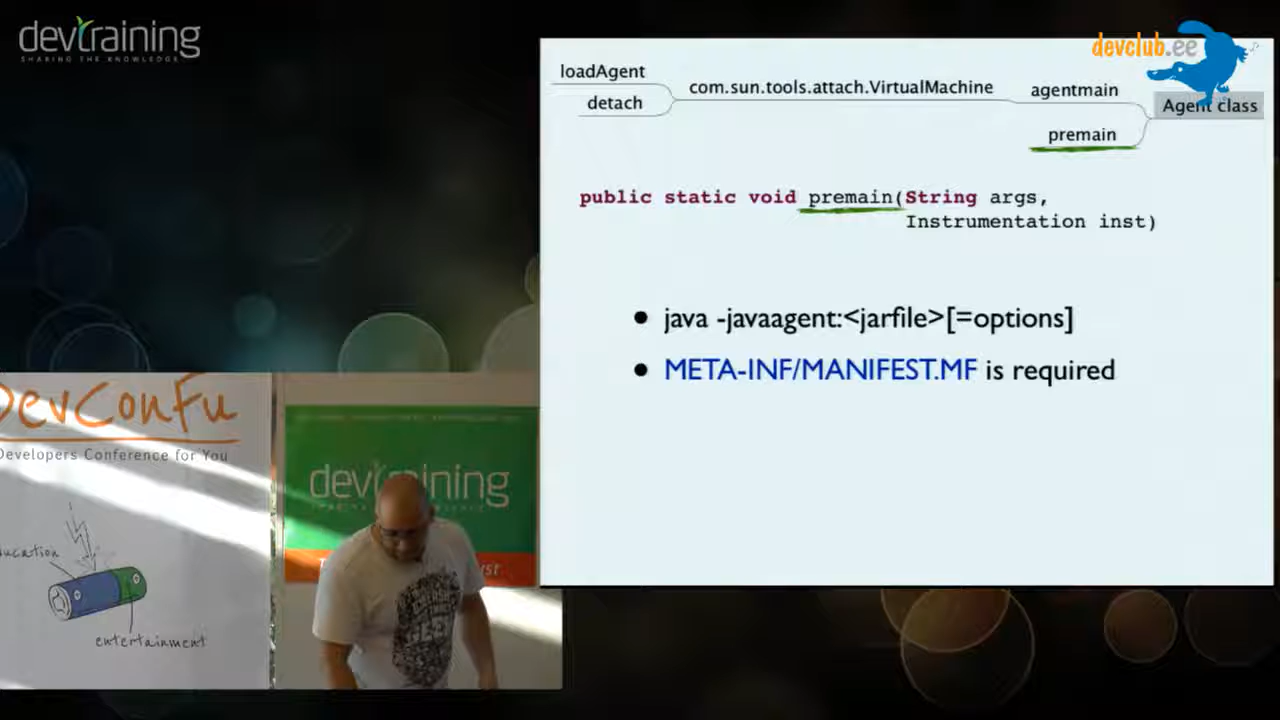 devtraining
SHARING THE KNOWLEDGE
devclub.ee
loadAgent
detach
com.sun.tools.attach.VirtualMachine
agentmain
premain
Agent class
public static void premain(String args,
Instrumentation inst)
• java -javaagent:<jarfile>[=options]
• META-INF/MANIFEST.MF is required
DevConFu
Developers Conference for You
ducation
entertainment
devtraining